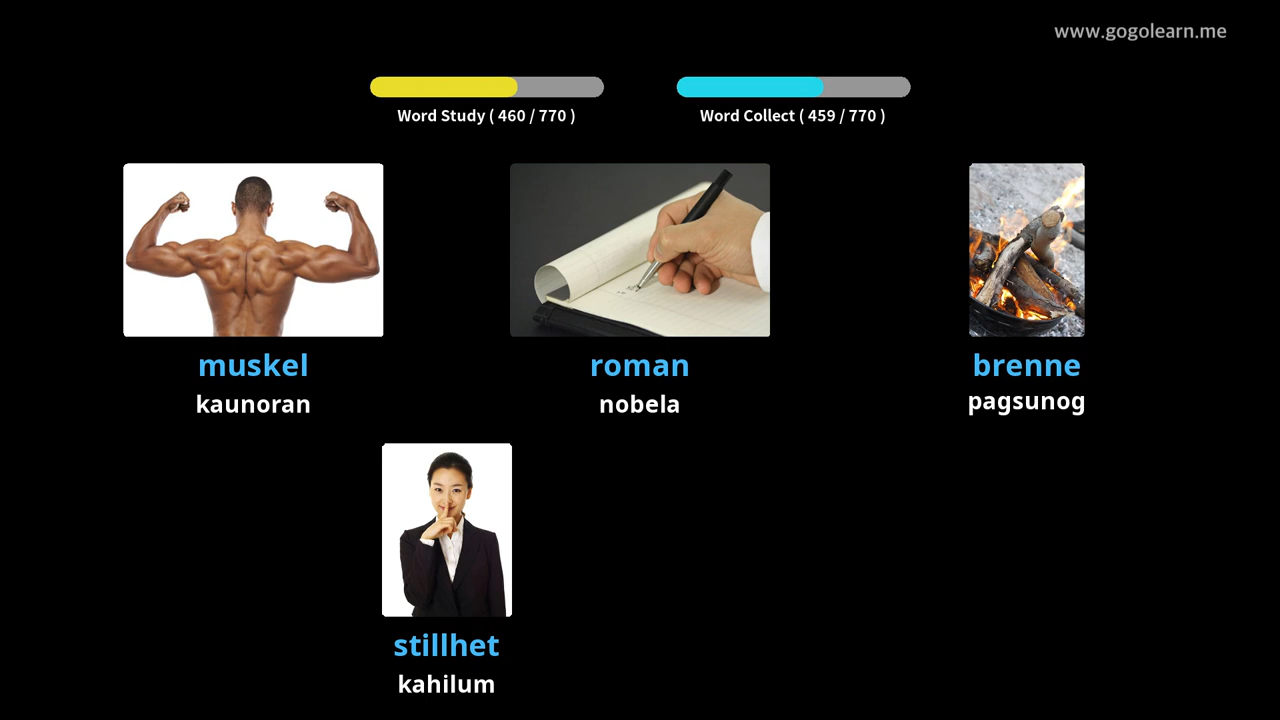 www.gogolearn.me
Word Study ( 460 / 770 )
Word Collect ( 459 / 770 )
muskel
kaunoran
roman
nobela
brenne
pagsunog
stillhet
kahilum